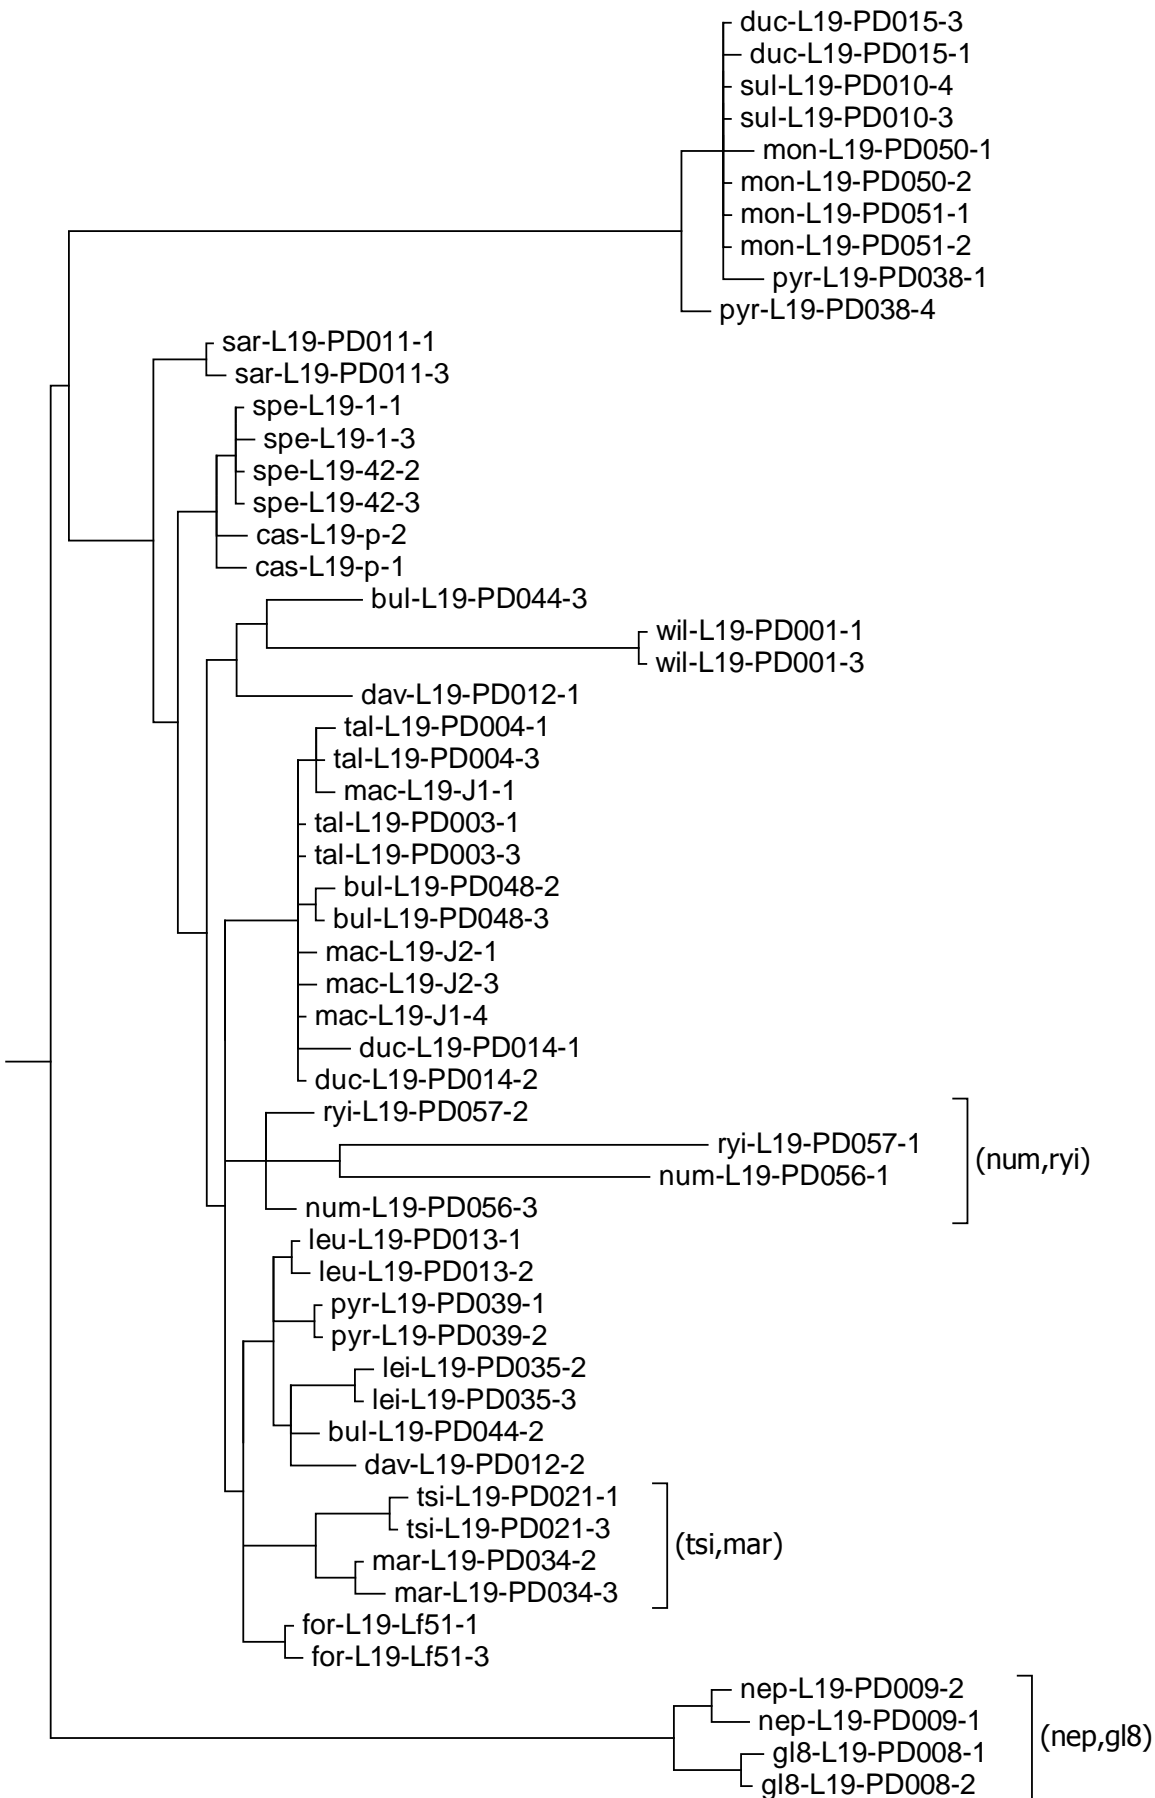 duc-L19-PD015-3
duc-L19-PD015-1
sul-L19-PD010-4
sul-L19-PD010-3
mon-L19-PD050-1
mon-L19-PD050-2
mon-L19-PD051-1
mon-L19-PD051-2
pyr-L19-PD038-1
pyr-L19-PD038-4
sar-L19-PD011-1
sar-L19-PD011-3
spe-L19-1-1
spe-L19-1-3
spe-L19-42-2
spe-L19-42-3
cas-L19-p-2
cas-L19-p-1
bul-L19-PD044-3
wil-L19-PD001-1
wil-L19-PD001-3
dav-L19-PD012-1
tal-L19-PD004-1
tal-L19-PD004-3
mac-L19-J1-1
tal-L19-PD003-1
tal-L19-PD003-3
bul-L19-PD048-2
bul-L19-PD048-3
mac-L19-J2-1
mac-L19-J2-3
mac-L19-J1-4
duc-L19-PD014-1
duc-L19-PD014-2
ryi-L19-PD057-2
ryi-L19-PD057-1
(num,ryi)
num-L19-PD056-1
num-L19-PD056-3
leu-L19-PD013-1
leu-L19-PD013-2
pyr-L19-PD039-1
pyr-L19-PD039-2
lei-L19-PD035-2
lei-L19-PD035-3
bul-L19-PD044-2
dav-L19-PD012-2
tsi-L19-PD021-1
tsi-L19-PD021-3
(tsi,mar)
mar-L19-PD034-2
mar-L19-PD034-3
for-L19-Lf51-1
for-L19-Lf51-3
nep-L19-PD009-2
nep-L19-PD009-1
(nep,gl8)
gl8-L19-PD008-1
gl8-L19-PD008-2